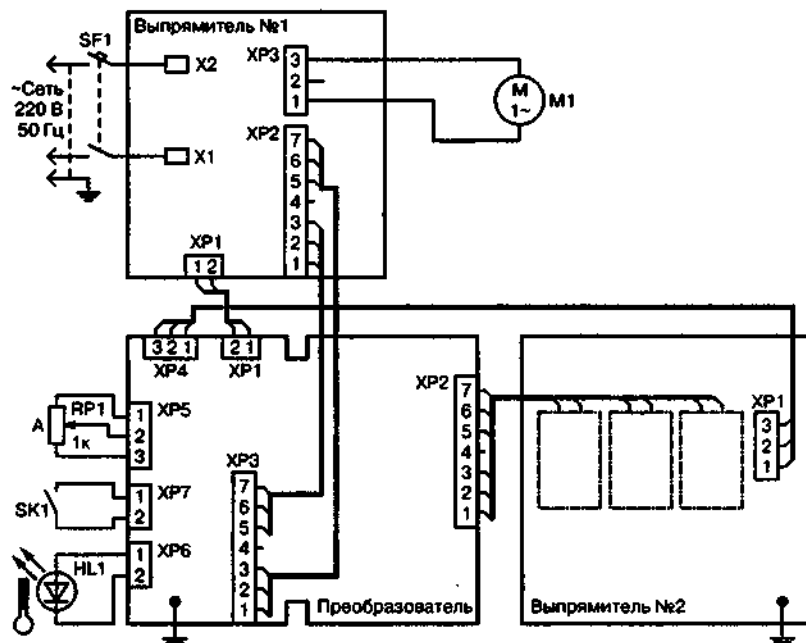 Выпрямитель №1
SF1
X2
XP3
3
2
1
М
1~
М1
~Сеть
220 В
50 Гц
X1
XP2
7
6
5
4
3
2
1
XP1
1 2
3 2 1
XP4
2 1
XP1
XP2
7
6
5
4
3
2
1
XP1
3
2
1
А
RP1
1к
1
2
3
XP5
SK1
1
2
XP7
HL1
1
2
XP6
XP3
7
6
5
4
3
2
1
Преобразователь
Выпрямитель №2